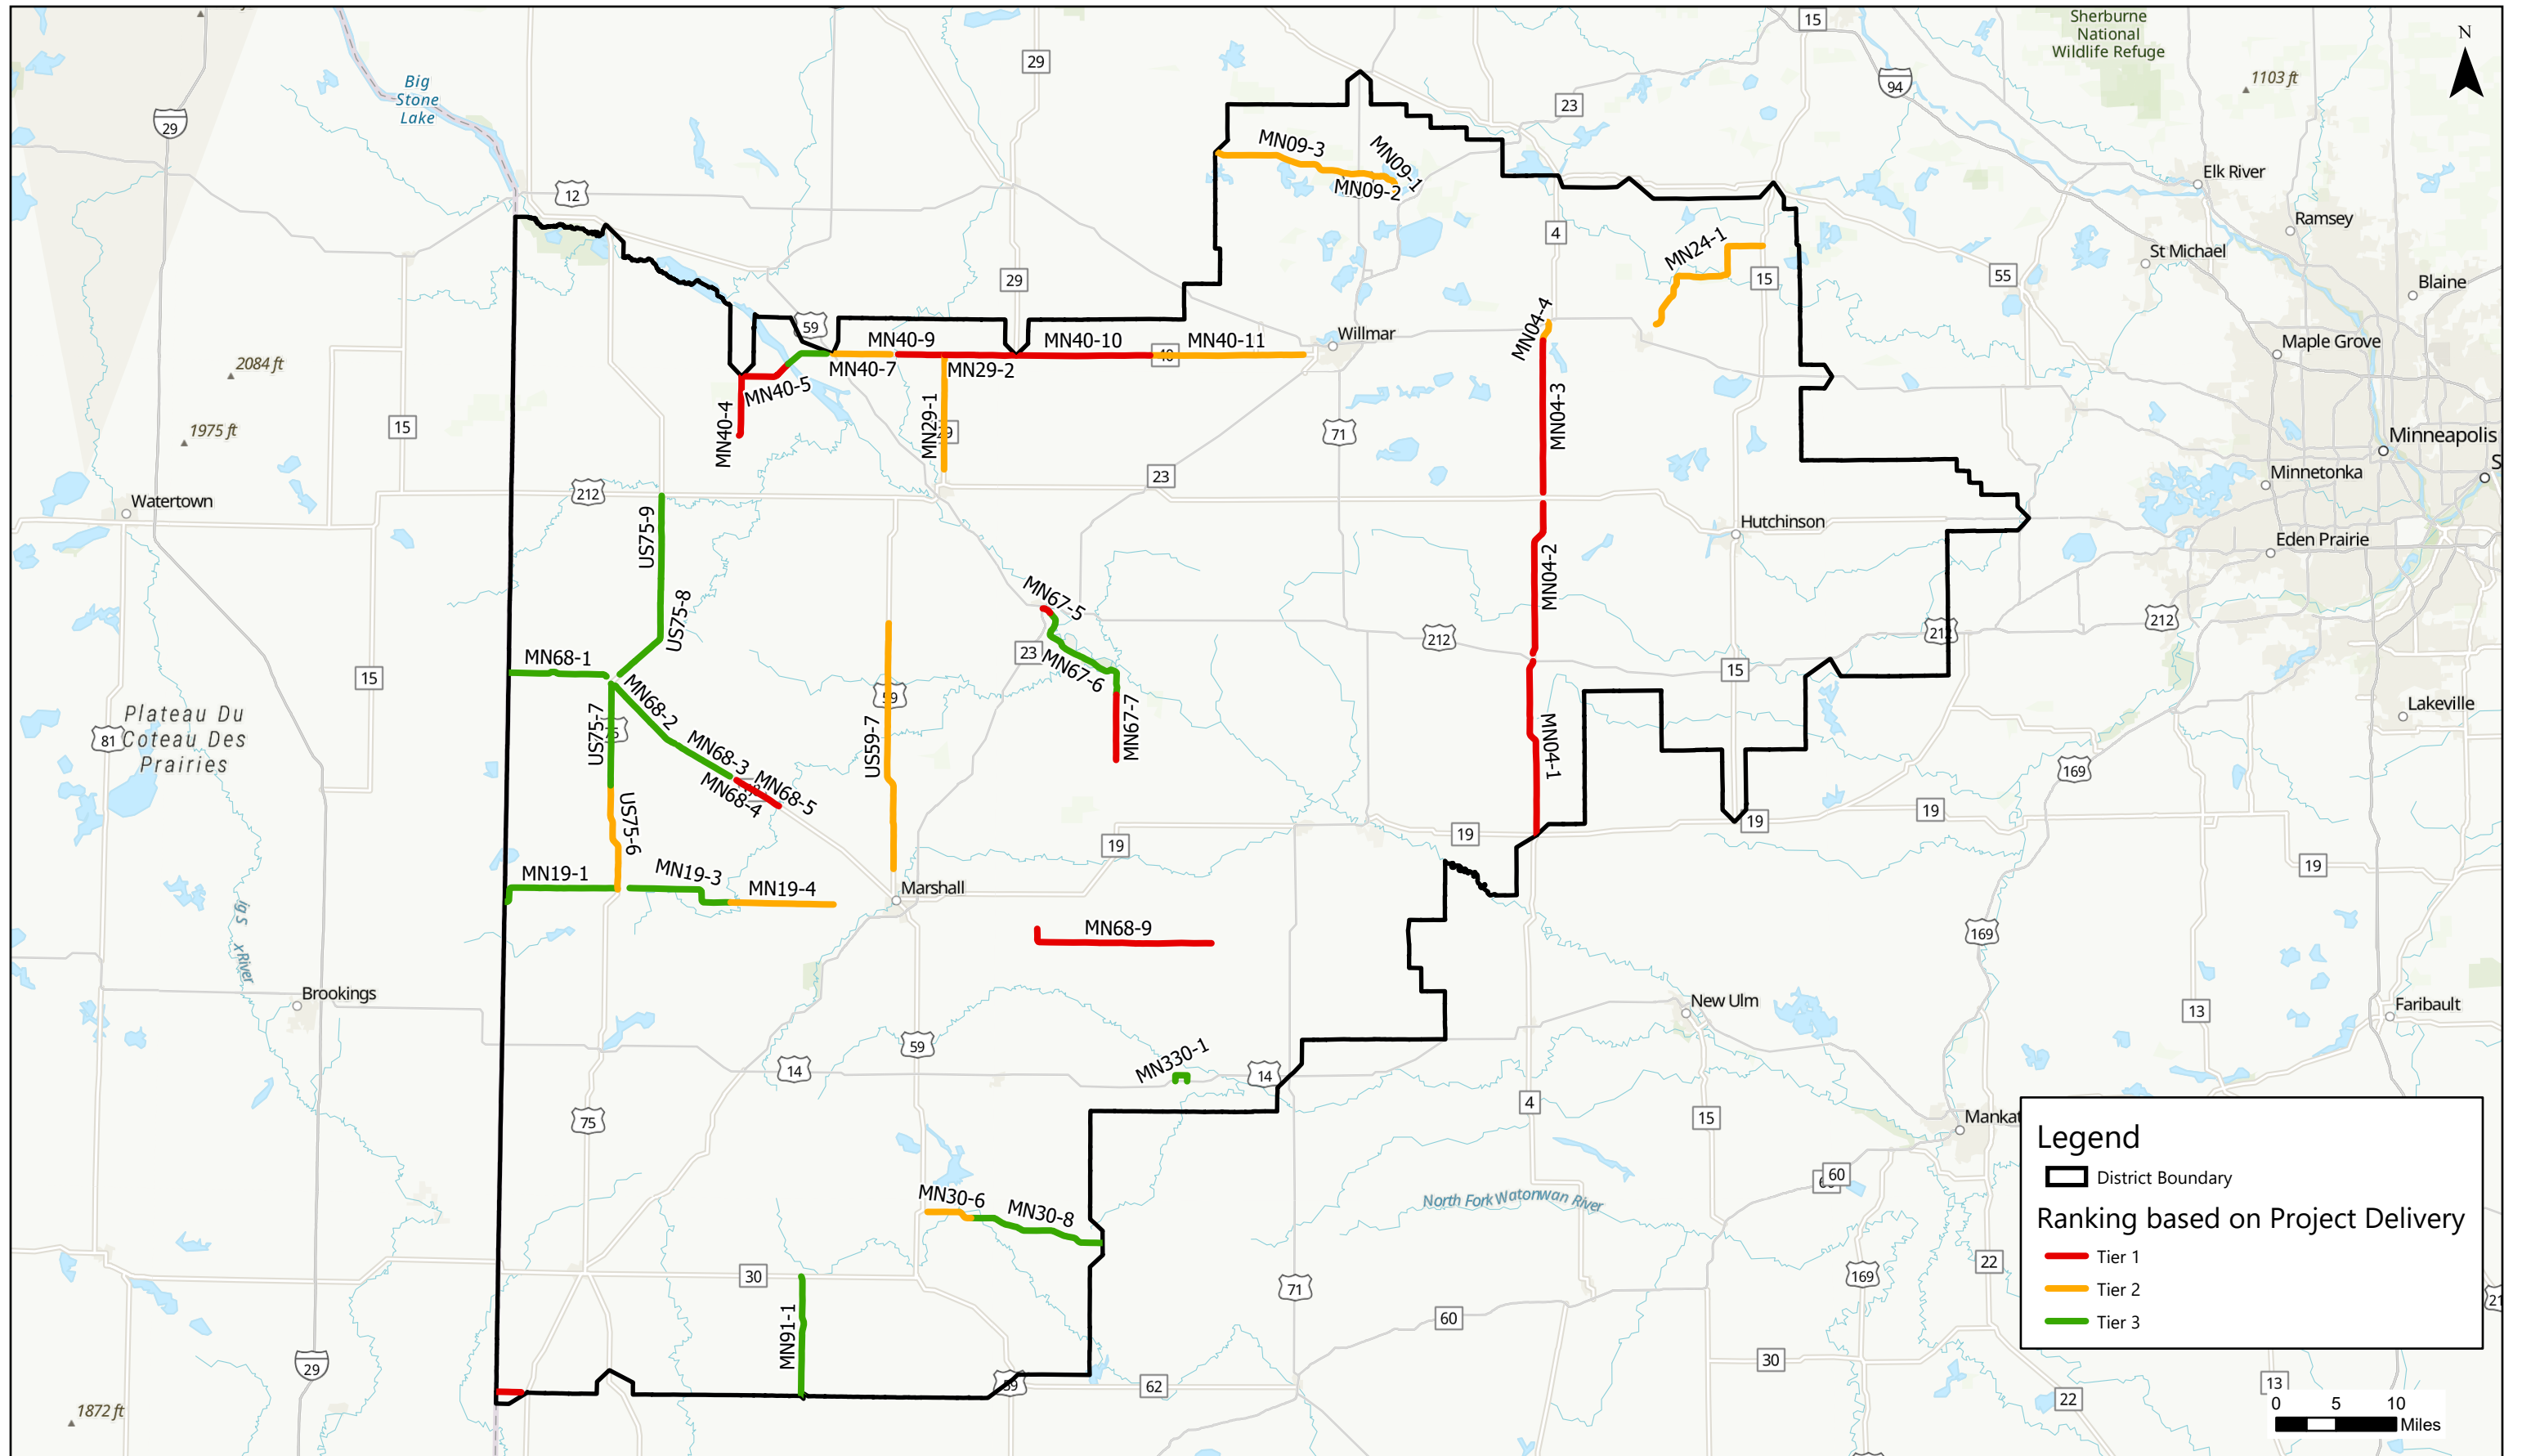 15
Sherburne
National
Wildlife Refuge
N
29
Big
Stone
Lake
1103 ft
94
23
29
MN09-3
MN09-1
MN09-2
12
Elk River
Ramsey
4
MN24-1
St Michael
29
15
55
Blaine
59
Willmar
MN04-4
MN40-9
MN40-10
MN40-11
40
Maple Grove
2084 ft
MN40-7
MN29-2
MN40-5
MN40-4
MN29-1
29
MN04-3
1975 ft
15
71
Minneapolis
S
23
Minnetonka
212
Watertown
US75-9
Hutchinson
Eden Prairie
MN04-2
MN67-5
US75-8
212
212
212
23
MN68-1
MN67-6
15
15
MN68-2
59
Lakeville
Plateau Du
Coteau Des
Prairies
81
US75-7
75
US59-7
MN67-7
MN04-1
MN68-3
169
MN68-5
MN68-4
US75-6
19
19
19
19
19
MN19-1
MN19-3
MN19-4
Marshall
MN68-9
169
ig S
x River
Brookings
New Ulm
Faribault
13
59
14
MN330-1
14
75
4
15
Mankat
Legend
District Boundary
Ranking based on Project Delivery
Tier 1
Tier 2
Tier 3
60
MN30-6
MN30-8
North Fork Watonwan River
30
71
169
22
21
60
MN91-1
29
59
62
30
13
22
1872 ft
0 5 10
Miles